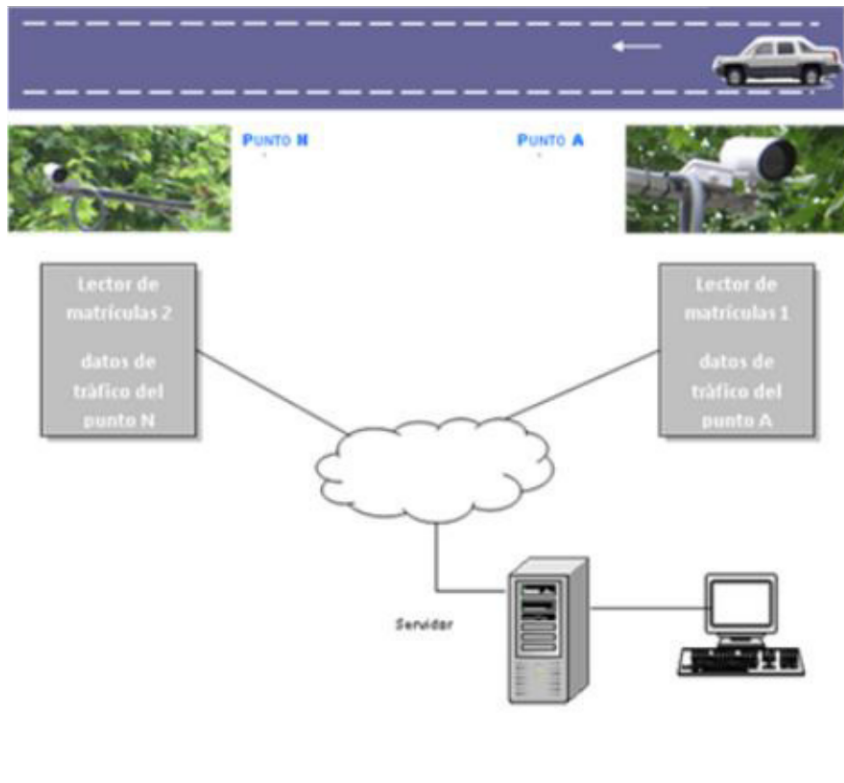 PUNTO N
PUNTO A
Lector de
matrículas 2
datos de
tráfico del
punto N
Lector de
matrículas 1
datos de
tráfico del
punto A
Servidor